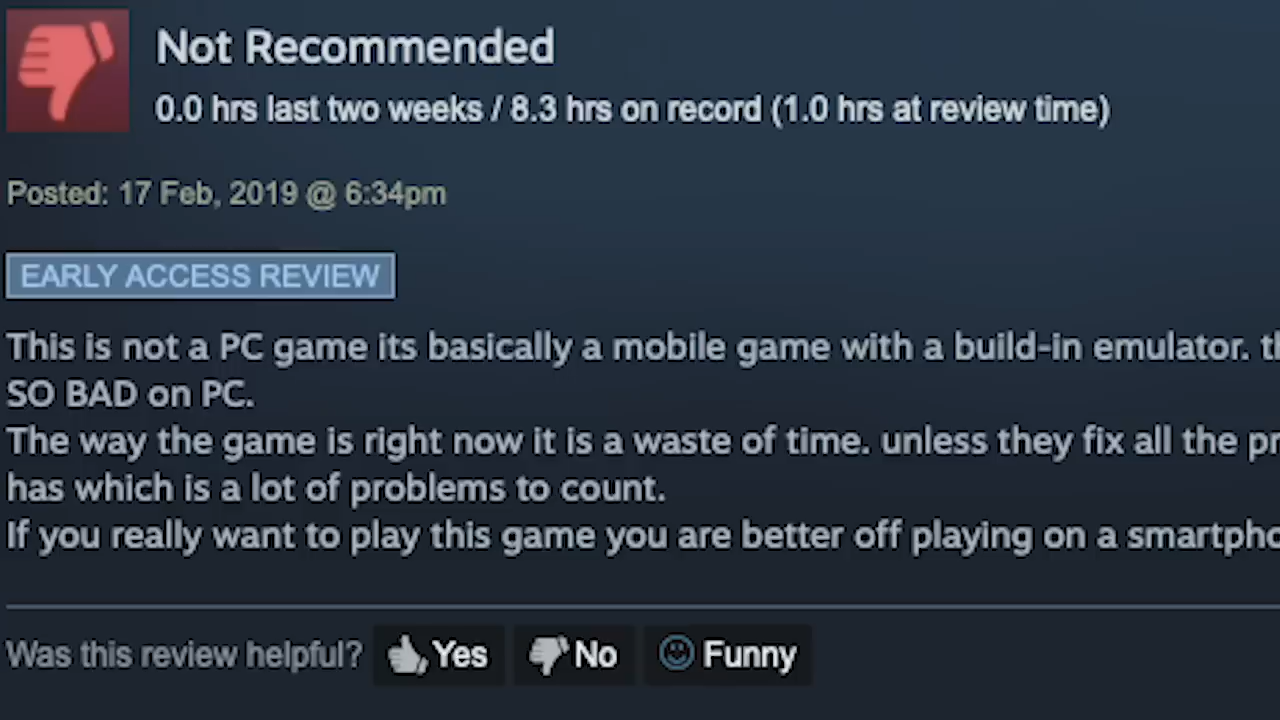 Not Recommended
0.0 hrs last two weeks / 8.3 hrs on record (1.0 hrs at review time)
Posted: 17 Feb, 2019 @ 6:34pm
EARLY ACCESS REVIEW
This is not a PC game its basically a mobile game with a build-in emulator.
SO BAD on PC.
The way the game is right now it is a waste of time. unless they fix all the
has which is a lot of problems to count.
If you really want to play this game you are better off playing on a
Was this review helpful? Yes No Funny